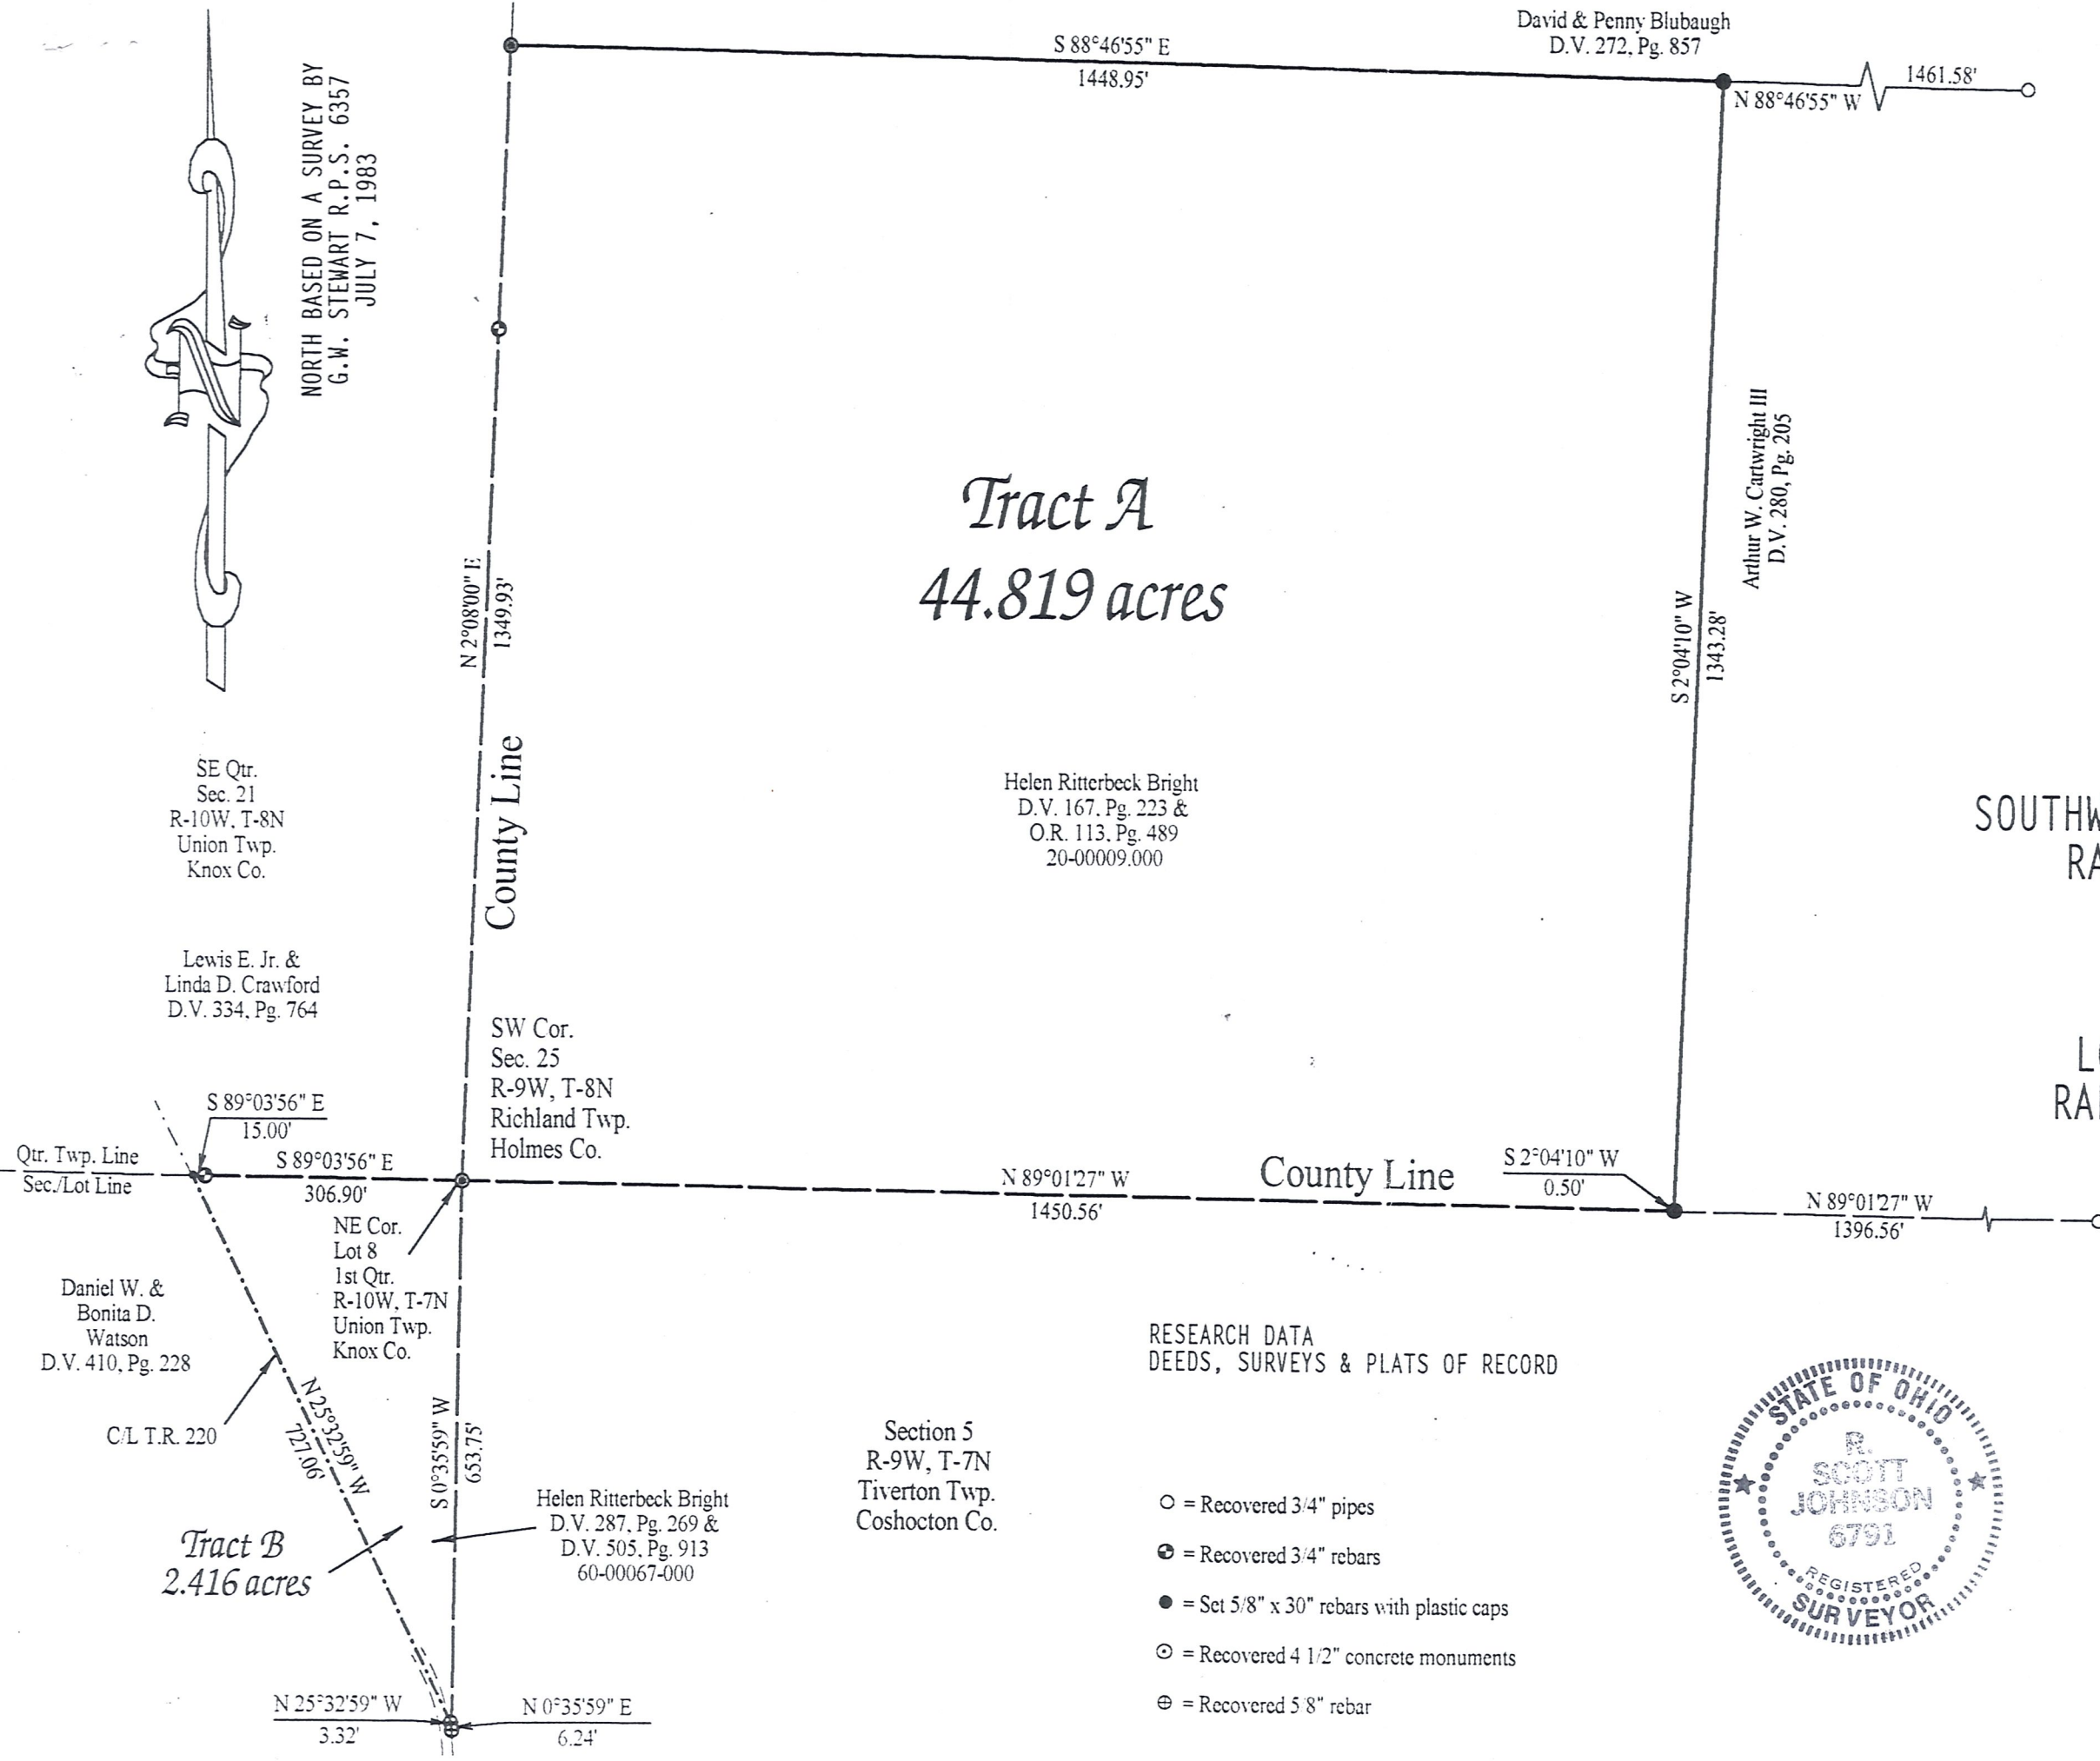 David & Penny Blubaugh
D.V. 272, Pg. 857
S 88°46'55" E
1448.95'
1461.58'
N 88°46'55" W
NORTH BASED ON A SURVEY BY
G.W. STEWART R.P.S. 6357
JULY 7, 1983
Tract A
44.819 acres
Arthur W. Cartwright III
D.V. 280, Pg. 205
N 2°08'00" E
1349.93'
S 2°04'10" W
1343.28'
County Line
SE Qtr.
Sec. 21
R-10W, T-8N
Union Twp.
Knox Co.
Helen Ritterbeck Bright
D.V. 167, Pg. 223 &
O.R. 113, Pg. 489
20-00009.000
SOUTHW
RA
Lewis E. Jr. &
Linda D. Crawford
D.V. 334, Pg. 764
SW Cor.
Sec. 25
R-9W, T-8N
Richland Twp.
Holmes Co.
RA
S 89°03'56" E
15.00'
Qtr. Twp. Line
Sec./Lot Line
S 89°03'56" E
306.90'
N 89°01'27" W
1450.56'
County Line
S 2°04'10" W
0.50'
N 89°01'27" W
1396.56'
NE Cor.
Lot 8
1st Qtr.
R-10W, T-7N
Union Twp.
Knox Co.
Daniel W. &
Bonita D.
Watson
D.V. 410, Pg. 228
C/L T.R. 220
N 25°32'59" W
727.06'
S 0°35'59" W
653.75'
RESEARCH DATA
DEEDS, SURVEYS & PLATS OF RECORD
Section 5
R-9W, T-7N
Tiverton Twp.
Coshocton Co.
Helen Ritterbeck Bright
D.V. 287, Pg. 269 &
D.V. 505, Pg. 913
60-00067-000
Tract B
2.416 acres
= Recovered 3/4" pipes
= Recovered 3/4" rebars
= Set 5/8" x 30" rebars with plastic caps
= Recovered 4 1/2" concrete monuments
= Recovered 5/8" rebar
STATE OF OHIO
R.
SCOTT
JOHNSON
6791
REGISTERED
SURVEYOR
N 25°32'59" W
3.32'
N 0°35'59" E
6.24'